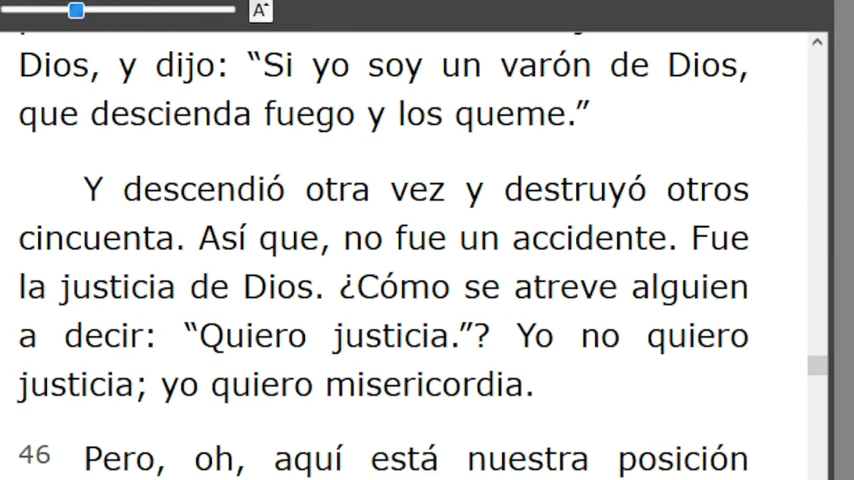 A
Dios, y dijo: “Si yo soy un varón de Dios,
que descienda fuego y los queme.”
Y descendió otra vez y destruyó otros
cincuenta. Así que, no fue un accidente. Fue
la justicia de Dios. ¿Cómo se atreve alguien
a decir: “Quiero justicia.”? Yo no quiero
justicia; yo quiero misericordia.
46 Pero, oh, aquí está nuestra posición